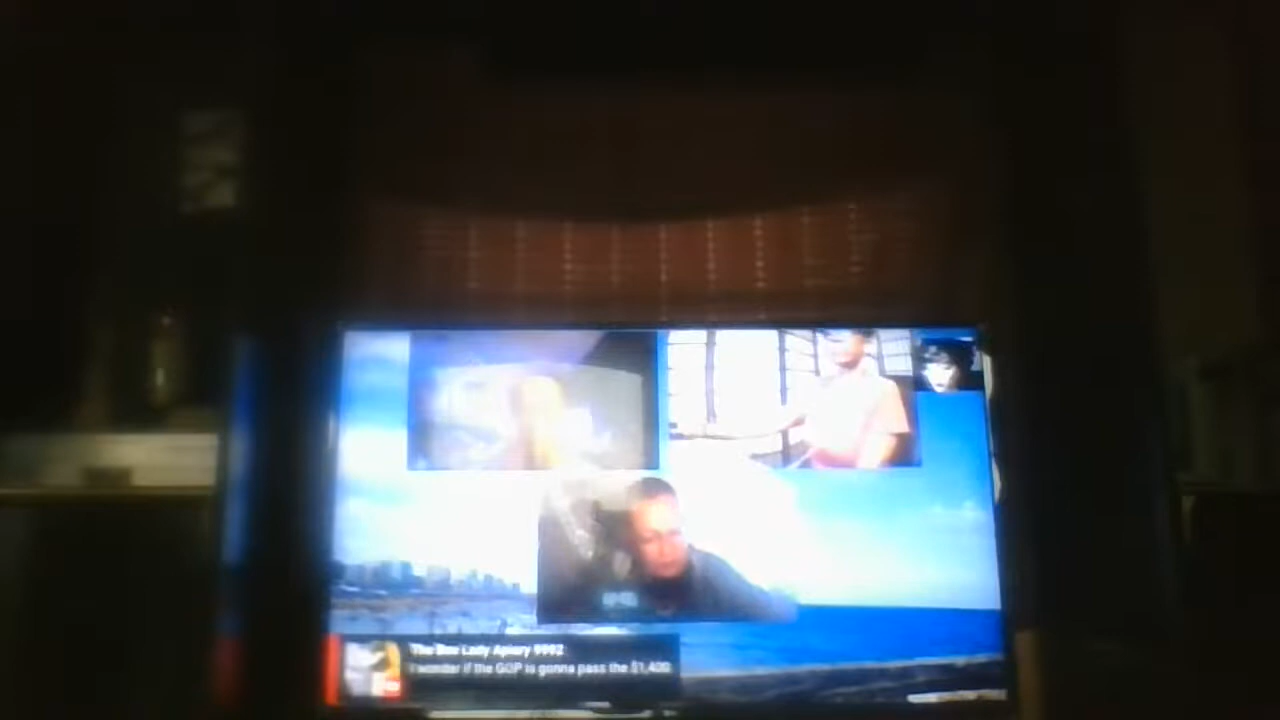 The Bee Lady Apiary 9992
I wonder if the GOP is gonna pass the $1,400